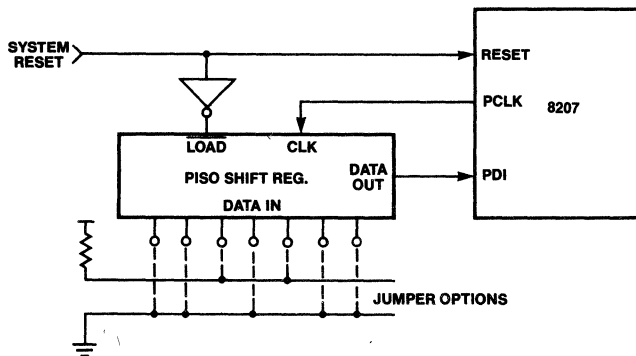 SYSTEM
RESET
RESET
PCLK
8207
LOAD
CLK
PISO SHIFT REG.
DATA
OUT
PDI
DATA IN
JUMPER OPTIONS